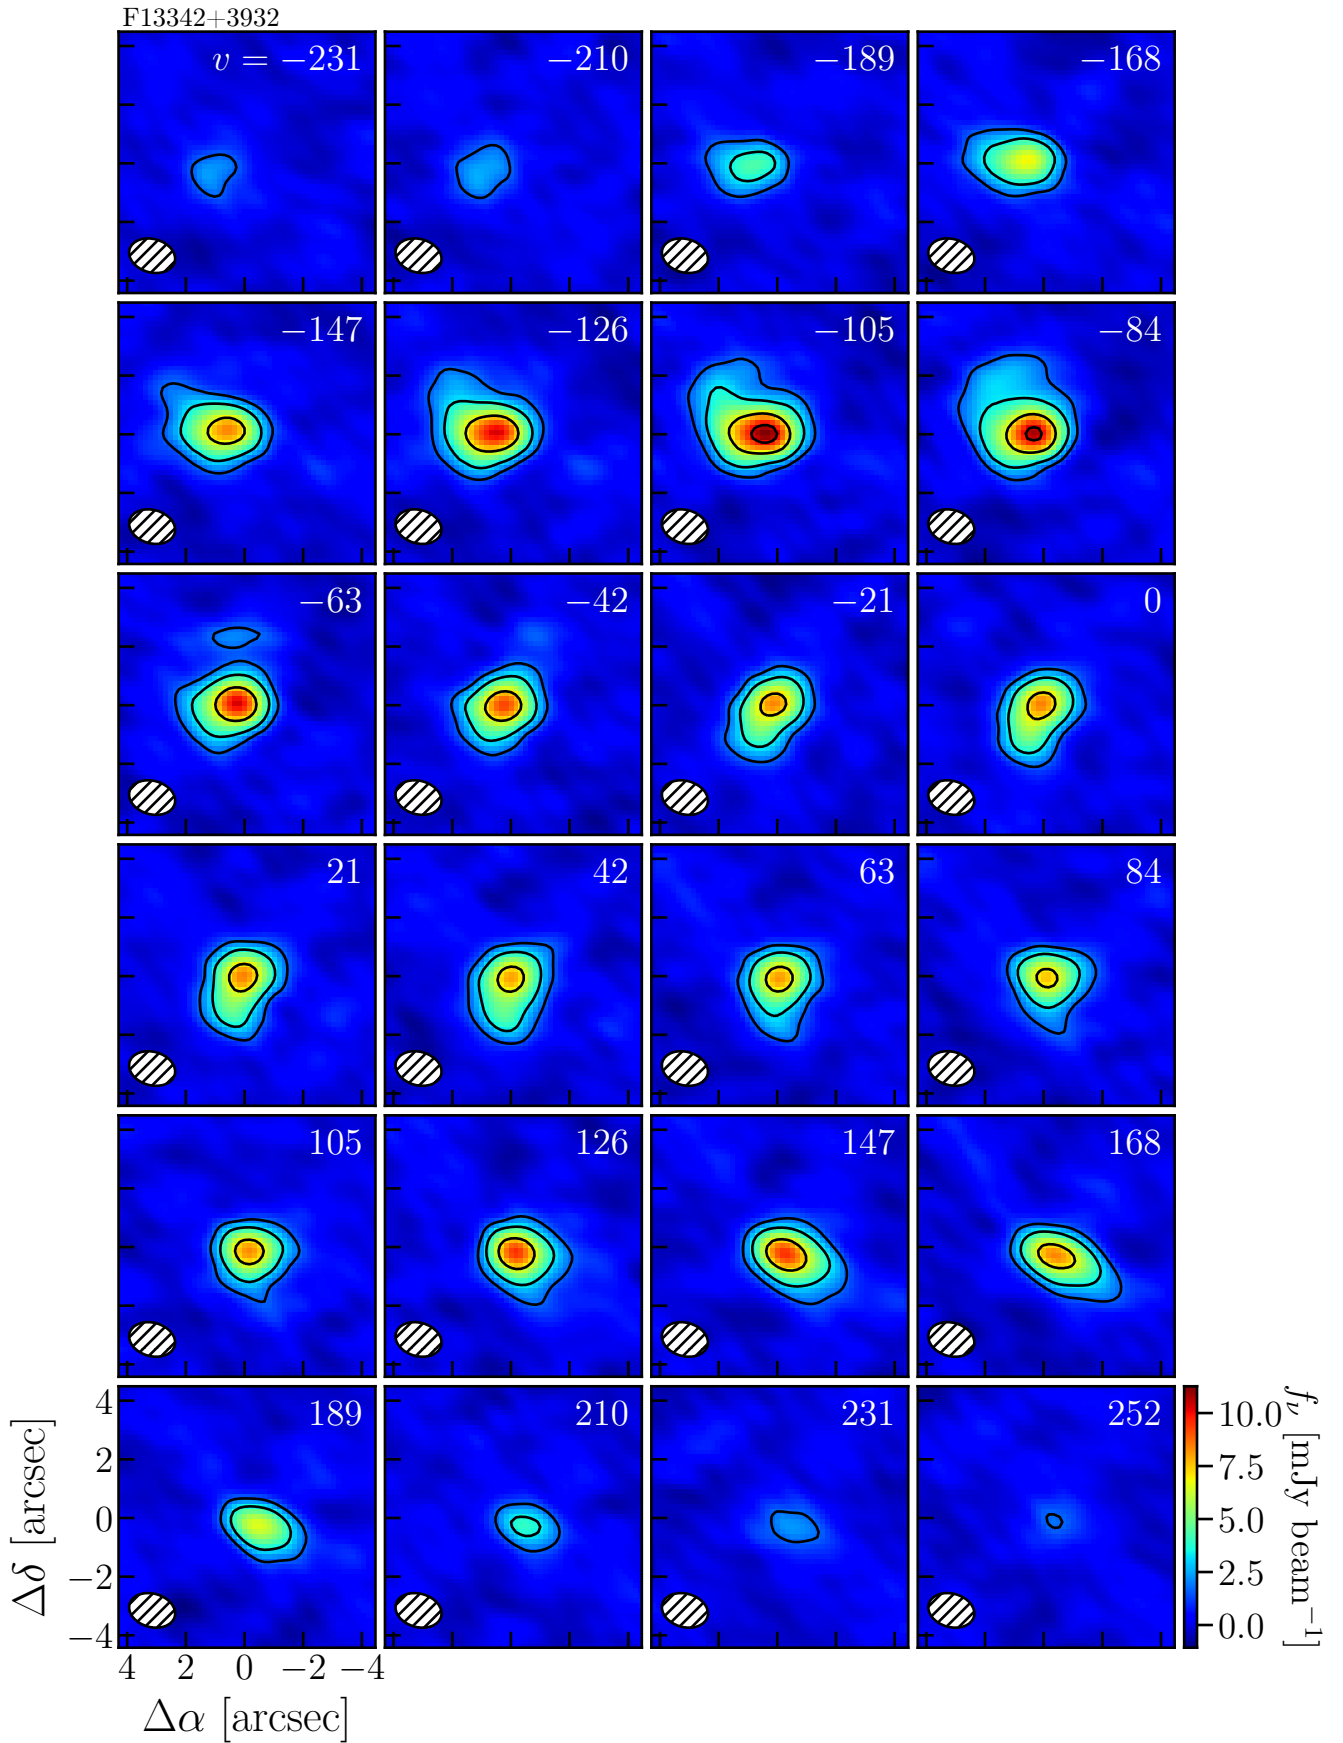 F13342+3932
v = −231 −210 −189 −168
−147 −126 −105 −84
−63 −42 −21 0
21 42 63 84
105 126 147 168
189 210 231 252
4
2
0
−2
−4
Δδ [arcsec]
4 2 0 −2 −4
Δα [arcsec]
10.0
7.5
5.0
2.5
0.0
fν [mJy beam⁻¹]